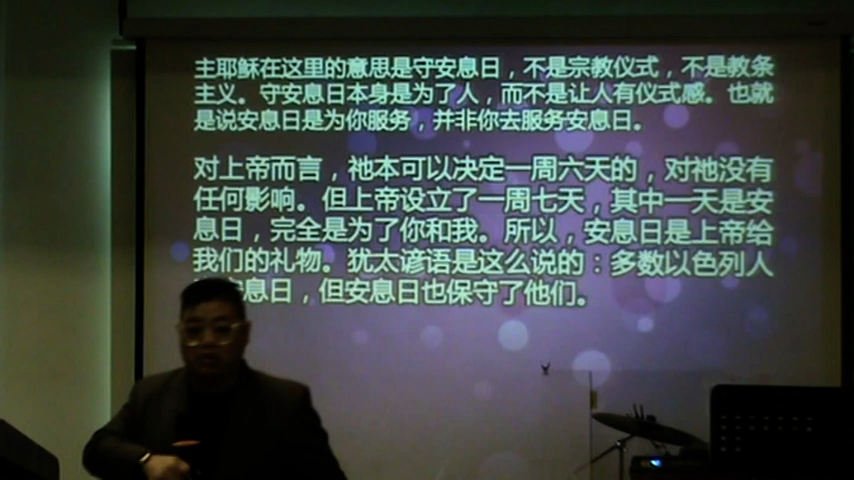 主耶稣在这里的意思是守安息日，不是宗教仪式，不是教条
主义。守安息日本身是为了人，而不是让人有仪式感。也就
是说安息日是为你服务，并非你去服务安息日。
对上帝而言，祂本可以决定一周六天的，对祂没有
任何影响。但上帝设立了一周七天，其中一天是安
息日，完全是为了你和我。所以，安息日是上帝给
我们的礼物。犹太谚语是这么说的：多数以色列人
息日，但安息日也保守了他们。